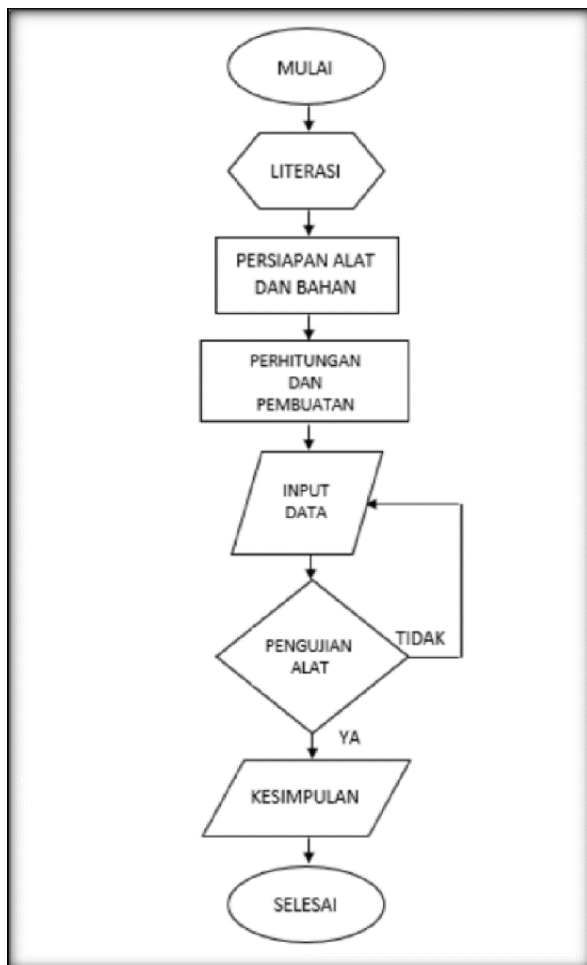 MULAI
LITERASI
PERSIAPAN ALAT
DAN BAHAN
PERHITUNGAN
DAN
PEMBUATAN
INPUT
DATA
PENGUJIAN
ALAT
TIDAK
YA
KESIMPULAN
SELESAI